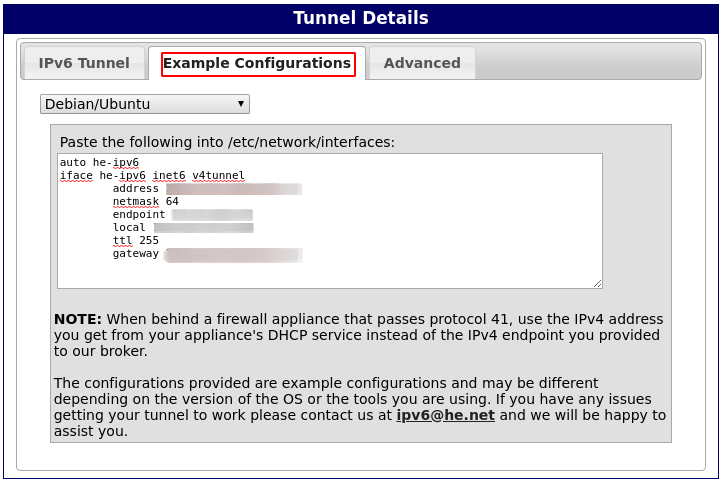 Tunnel Details
IPv6 Tunnel
Example Configurations
Advanced
Debian/Ubuntu
Paste the following into /etc/network/interfaces:
auto he-ipv6
iface he-ipv6 inet6 v4tunnel
address
netmask 64
endpoint
local
ttl 255
gateway
NOTE: When behind a firewall appliance that passes protocol 41, use the IPv4 address
you get from your appliance's DHCP service instead of the IPv4 endpoint you provided
to our broker.
The configurations provided are example configurations and may be different
depending on the version of the OS or the tools you are using. If you have any issues
getting your tunnel to work please contact us at ipv6@he.net and we will be happy to
assist you.